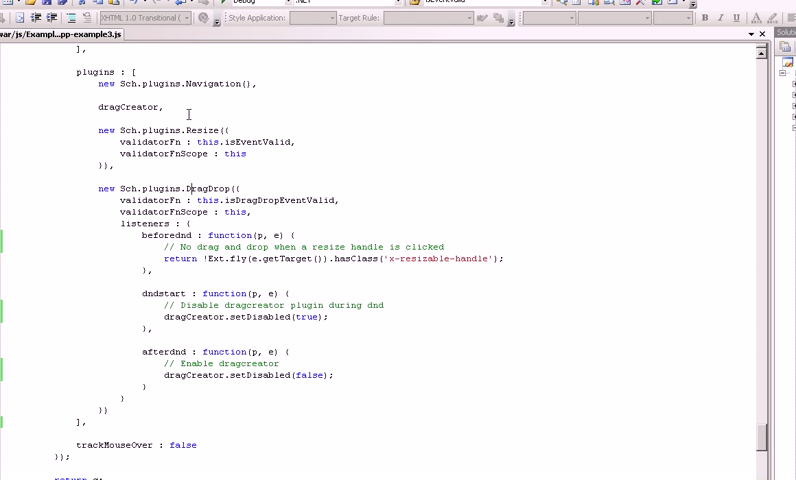 Debug
.NET
isEventValid
XHTML 1.0 Transitional (
Style Application:
Target Rule:
B I U A
war/js/Exampl...pp-example3.js
Soluti
],
plugins : [
new Sch.plugins.Navigation(),
dragCreator,
new Sch.plugins.Resize({
validatorFn : this.isEventValid,
validatorFnScope : this
}),
new Sch.plugins.DragDrop({
validatorFn : this.isDragDropEventValid,
validatorFnScope : this,
listeners : {
beforednd : function(p, e) {
// No drag and drop when a resize handle is clicked
return !Ext.fly(e.getTarget()).hasClass('x-resizable-handle');
},
dndstart : function(p, e) {
// Disable dragcreator plugin during dnd
dragCreator.setDisabled(true);
},
afterdnd : function(p, e) {
// Enable dragcreator
dragCreator.setDisabled(false);
}
}
})
],
trackMouseOver : false
});
return g;